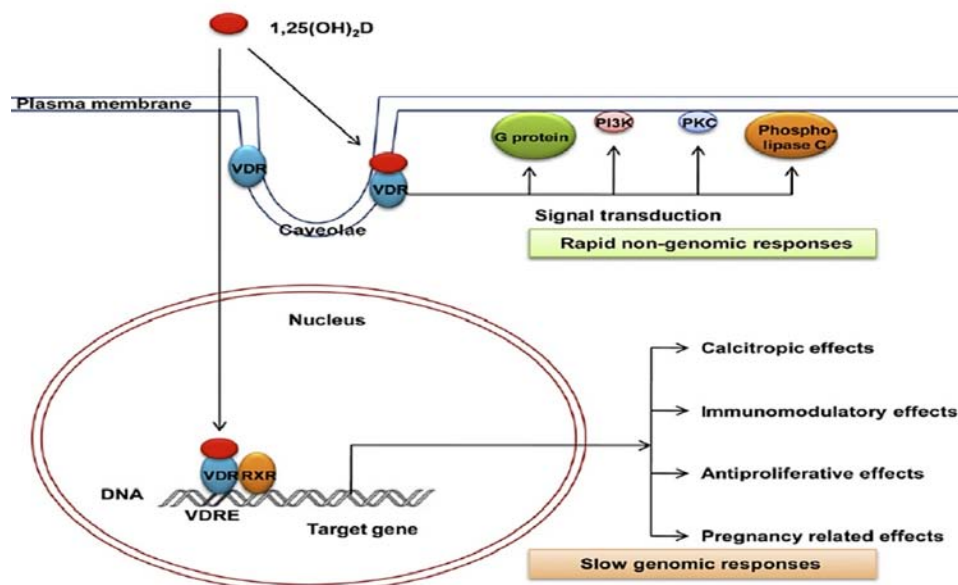 1,25(OH)₂D
Plasma membrane
G protein
PI3K
PKC
Phospho-
lipase C
VDR
VDR
Signal transduction
Caveolae
Rapid non-genomic responses
Nucleus
Calcitropic effects
Immunomodulatory effects
VDR
RXR
Antiproliferative effects
DNA
VDRE
Target gene
Pregnancy related effects
Slow genomic responses